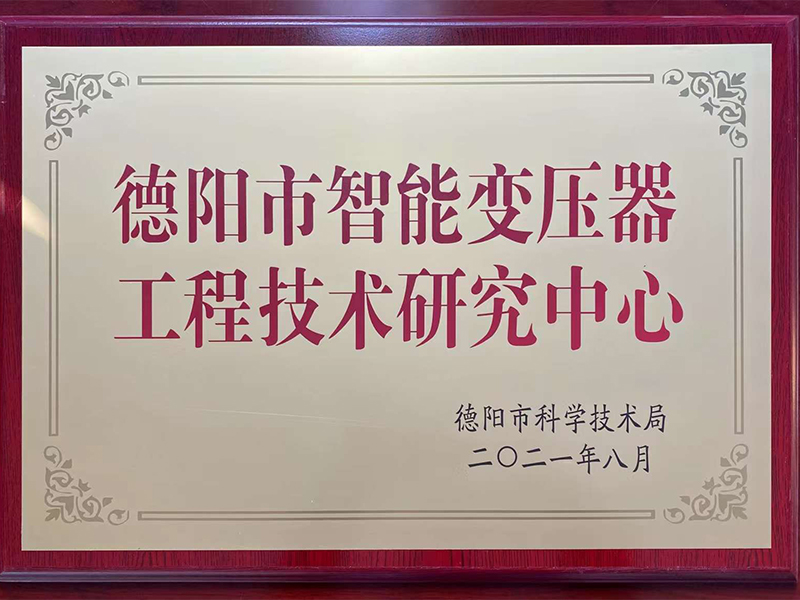 德阳市智能变压器
工程技术研究中心
德阳市科学技术局
二〇二一年八月